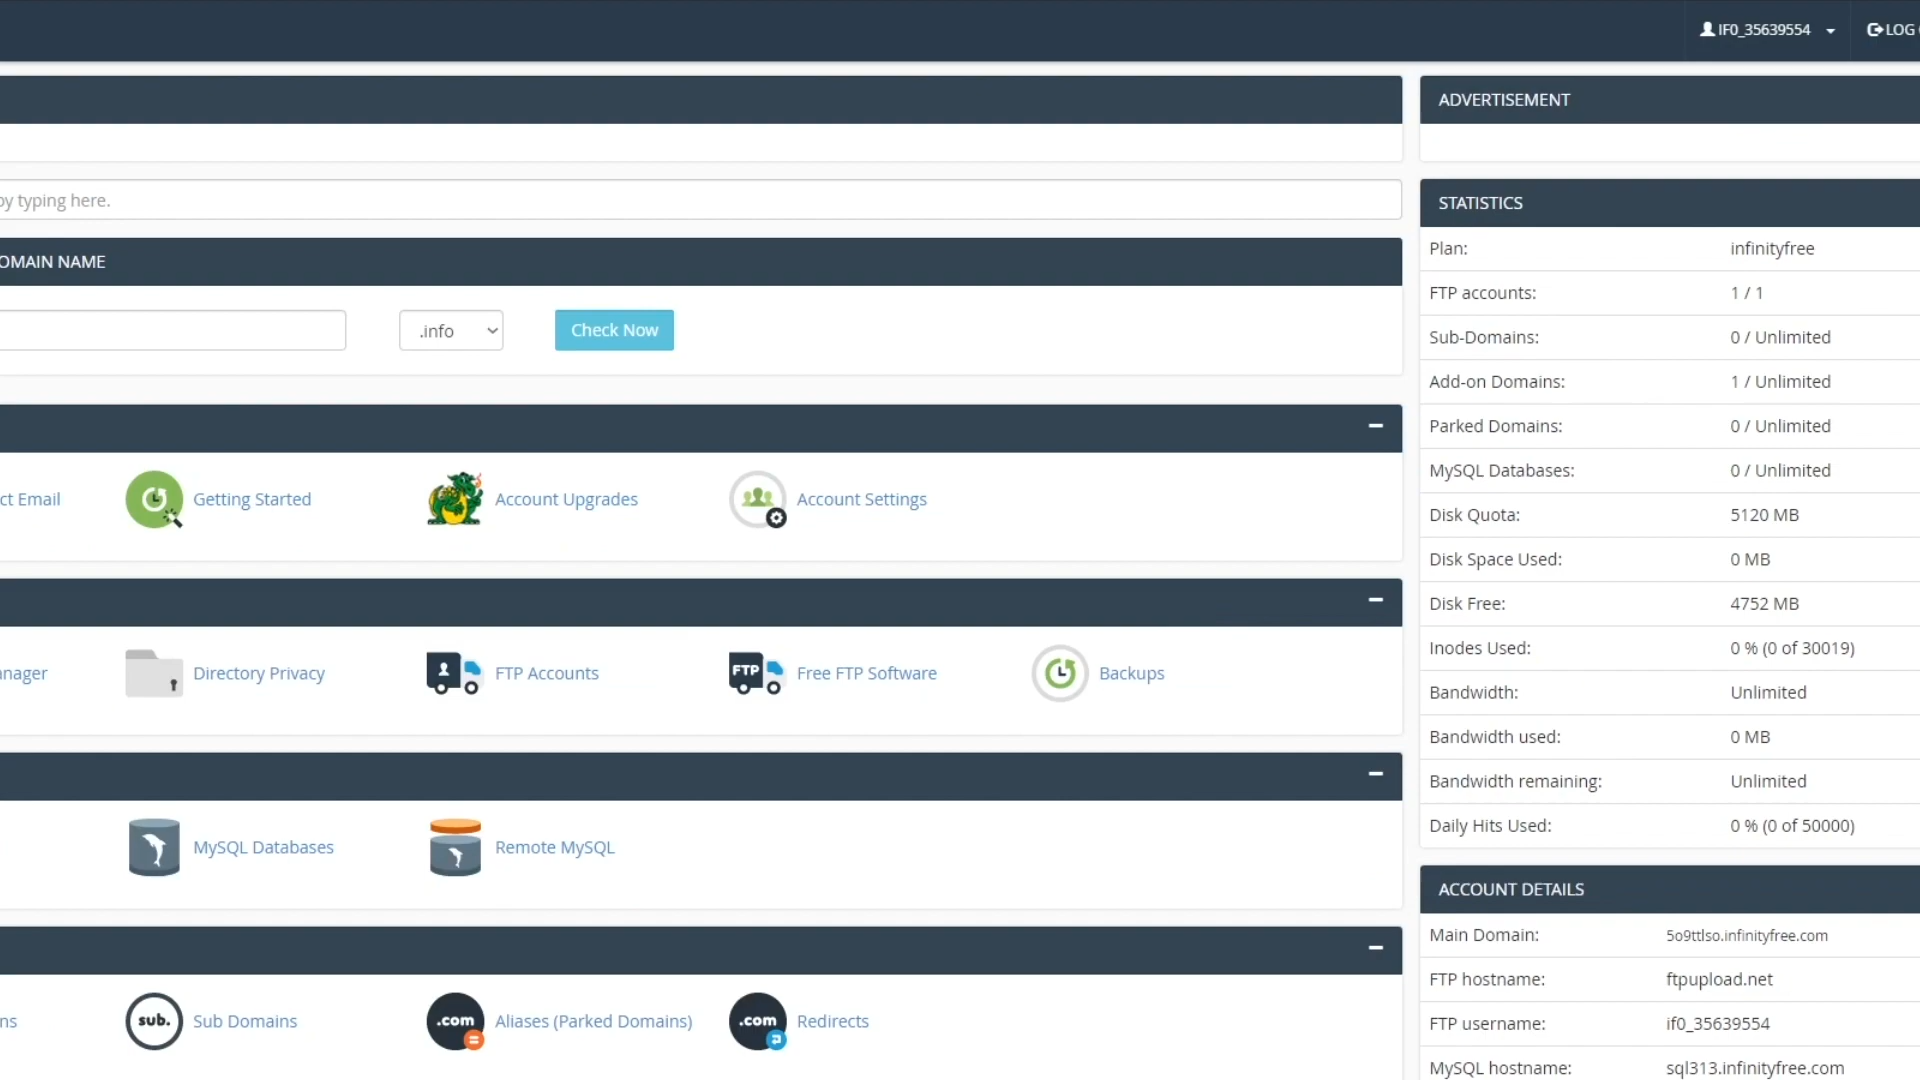 IF0_35639554
LOG
ADVERTISEMENT
by typing here.
STATISTICS
Plan: infinityfree
OMAIN NAME
FTP accounts: 1 / 1
.info
Check Now
Sub-Domains: 0 / Unlimited
Add-on Domains: 1 / Unlimited
Parked Domains: 0 / Unlimited
MySQL Databases: 0 / Unlimited
ct Email
Getting Started
Account Upgrades
Account Settings
Disk Quota: 5120 MB
Disk Space Used: 0 MB
Disk Free: 4752 MB
Inodes Used: 0 % (0 of 30019)
anager
Directory Privacy
FTP Accounts
FTP
Free FTP Software
Backups
Bandwidth: Unlimited
Bandwidth used: 0 MB
Bandwidth remaining: Unlimited
Daily Hits Used: 0 % (0 of 50000)
MySQL Databases
Remote MySQL
ACCOUNT DETAILS
Main Domain: 5o9ttlso.infinityfree.com
FTP hostname: ftpupload.net
ns
sub.
Sub Domains
.com
Aliases (Parked Domains)
.com
Redirects
FTP username: if0_35639554
MySQL hostname: sql313.infinityfree.com